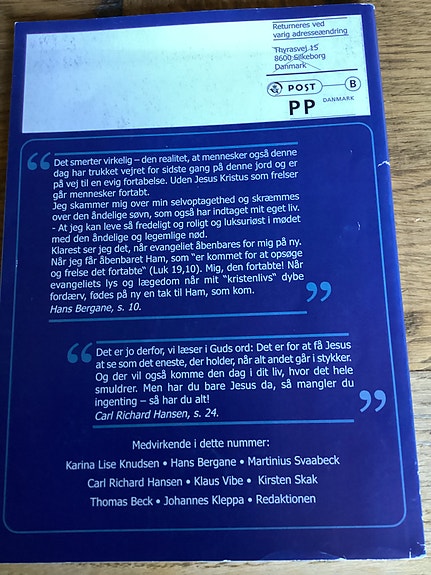 Returneres ved
varig adresseændring
Thyrasvej 15
8600 Silkeborg
Danmark
POST B
PP DANMARK
“Det smerter virkelig – den realitet, at mennesker også denne
dag har trukket vejret for sidste gang på denne jord og er
på vej til en evig fortabelse. Uden Jesus Kristus som frelser
går mennesker fortabt.
Jeg skammer mig over min selvoptagethed og skræmmes
over den åndelige søvn, som også har indtaget mit eget liv.
- At jeg kan leve så fredeligt og roligt og luksuriøst i mødet
med den åndelige og legemlige nød.
Klarest ser jeg det, når evangeliet åbenbares for mig på ny.
Når jeg får åbenbaret Ham, som “er kommet for at opsøge
og frelse det fortabte“ (Luk 19,10). Mig, den fortabte! Når
evangeliets lys og lægedom når mit “kristenlivs“ dybe
fordærv, fødes på ny en tak til Ham, som kom.”
Hans Bergane, s. 10.
“Det er jo derfor, vi læser i Guds ord: Det er for at få Jesus
at se som det eneste, der holder, når alt andet går i stykker.
Og der vil også komme den dag i dit liv, hvor det hele
smuldrer. Men har du bare Jesus da, så mangler du
ingenting – så har du alt!”
Carl Richard Hansen, s. 24.
Medvirkende i dette nummer:
Karina Lise Knudsen • Hans Bergane • Martinius Svaabeck
Carl Richard Hansen • Klaus Vibe • Kirsten Skak
Thomas Beck • Johannes Kleppa • Redaktionen